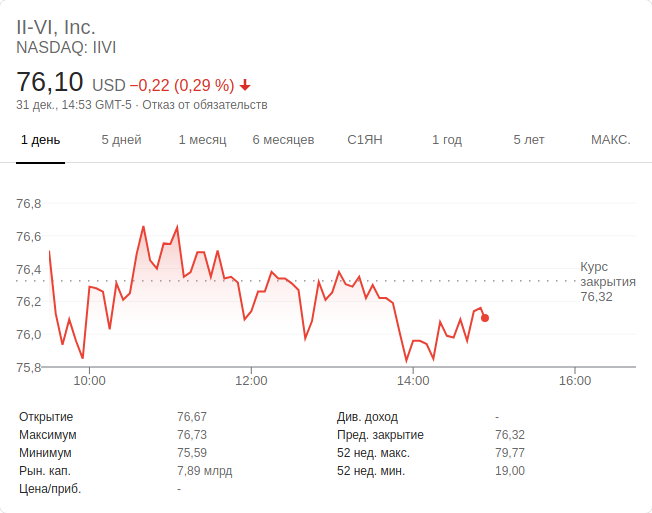 II-VI, Inc.
NASDAQ: IIVI
76,10 USD −0,22 (0,29 %)
31 дек., 14:53 GMT-5 · Отказ от обязательств
1 день 5 дней 1 месяц 6 месяцев С1ЯН 1 год 5 лет МАКС.
76,8
76,6
76,4
76,2
76,0
75,8
Курс
закрытия
76,32
10:00 12:00 14:00 16:00
Открытие 76,67 Див. доход -
Максимум 76,73 Пред. закрытие 76,32
Минимум 75,59 52 нед. макс. 79,77
Рын. кап. 7,89 млрд 52 нед. мин. 19,00
Цена/приб. -